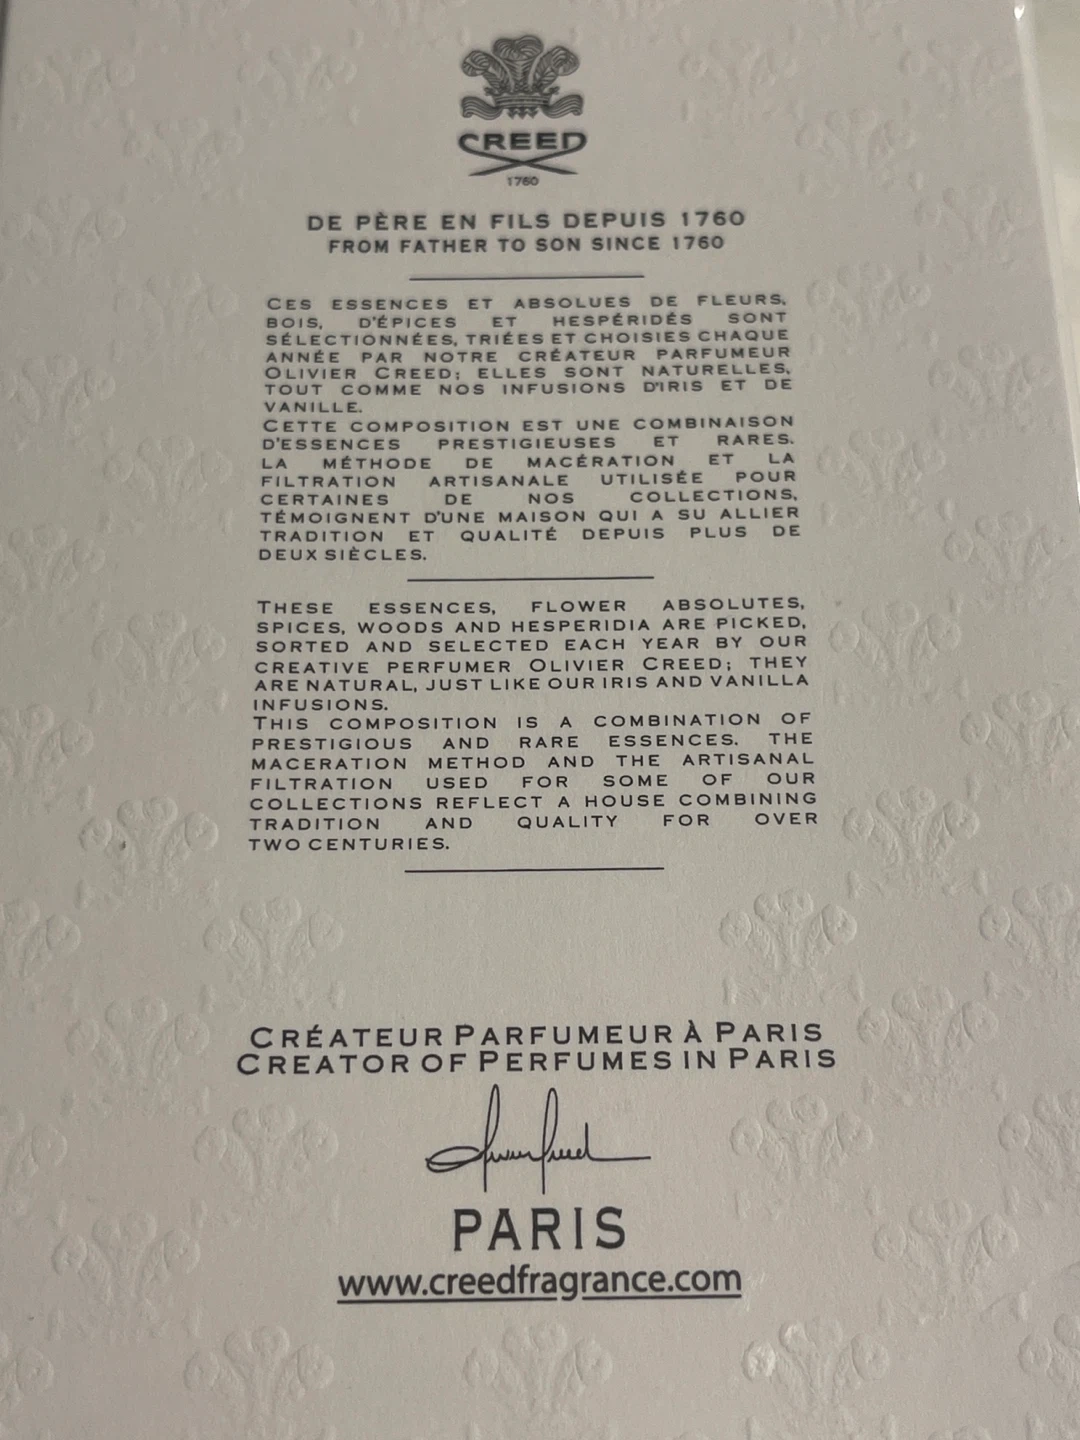 CREED
1760
DE PÈRE EN FILS DEPUIS 1760
FROM FATHER TO SON SINCE 1760
CES ESSENCES ET ABSOLUES DE FLEURS,
BOIS, D'ÉPICES ET HESPÉRIDÉS SONT
SÉLECTIONNÉES, TRIÉES ET CHOISIES CHAQUE
ANNÉE PAR NOTRE CRÉATEUR PARFUMEUR
OLIVIER CREED; ELLES SONT NATURELLES,
TOUT COMME NOS INFUSIONS D'IRIS ET DE
VANILLE.
CETTE COMPOSITION EST UNE COMBINAISON
D'ESSENCES PRESTIGIEUSES ET RARES.
LA MÉTHODE DE MACÉRATION ET LA
FILTRATION ARTISANALE UTILISÉE POUR
CERTAINES DE NOS COLLECTIONS,
TÉMOIGNENT D'UNE MAISON QUI A SU ALLIER
TRADITION ET QUALITÉ DEPUIS PLUS DE
DEUX SIÈCLES.
THESE ESSENCES, FLOWER ABSOLUTES,
SPICES, WOODS AND HESPERIDIA ARE PICKED,
SORTED AND SELECTED EACH YEAR BY OUR
CREATIVE PERFUMER OLIVIER CREED; THEY
ARE NATURAL, JUST LIKE OUR IRIS AND VANILLA
INFUSIONS.
THIS COMPOSITION IS A COMBINATION OF
PRESTIGIOUS AND RARE ESSENCES. THE
MACERATION METHOD AND THE ARTISANAL
FILTRATION USED FOR SOME OF OUR
COLLECTIONS REFLECT A HOUSE COMBINING
TRADITION AND QUALITY FOR OVER
TWO CENTURIES.
CRÉATEUR PARFUMEUR À PARIS
CREATOR OF PERFUMES IN PARIS
PARIS
www.creedfragrance.com